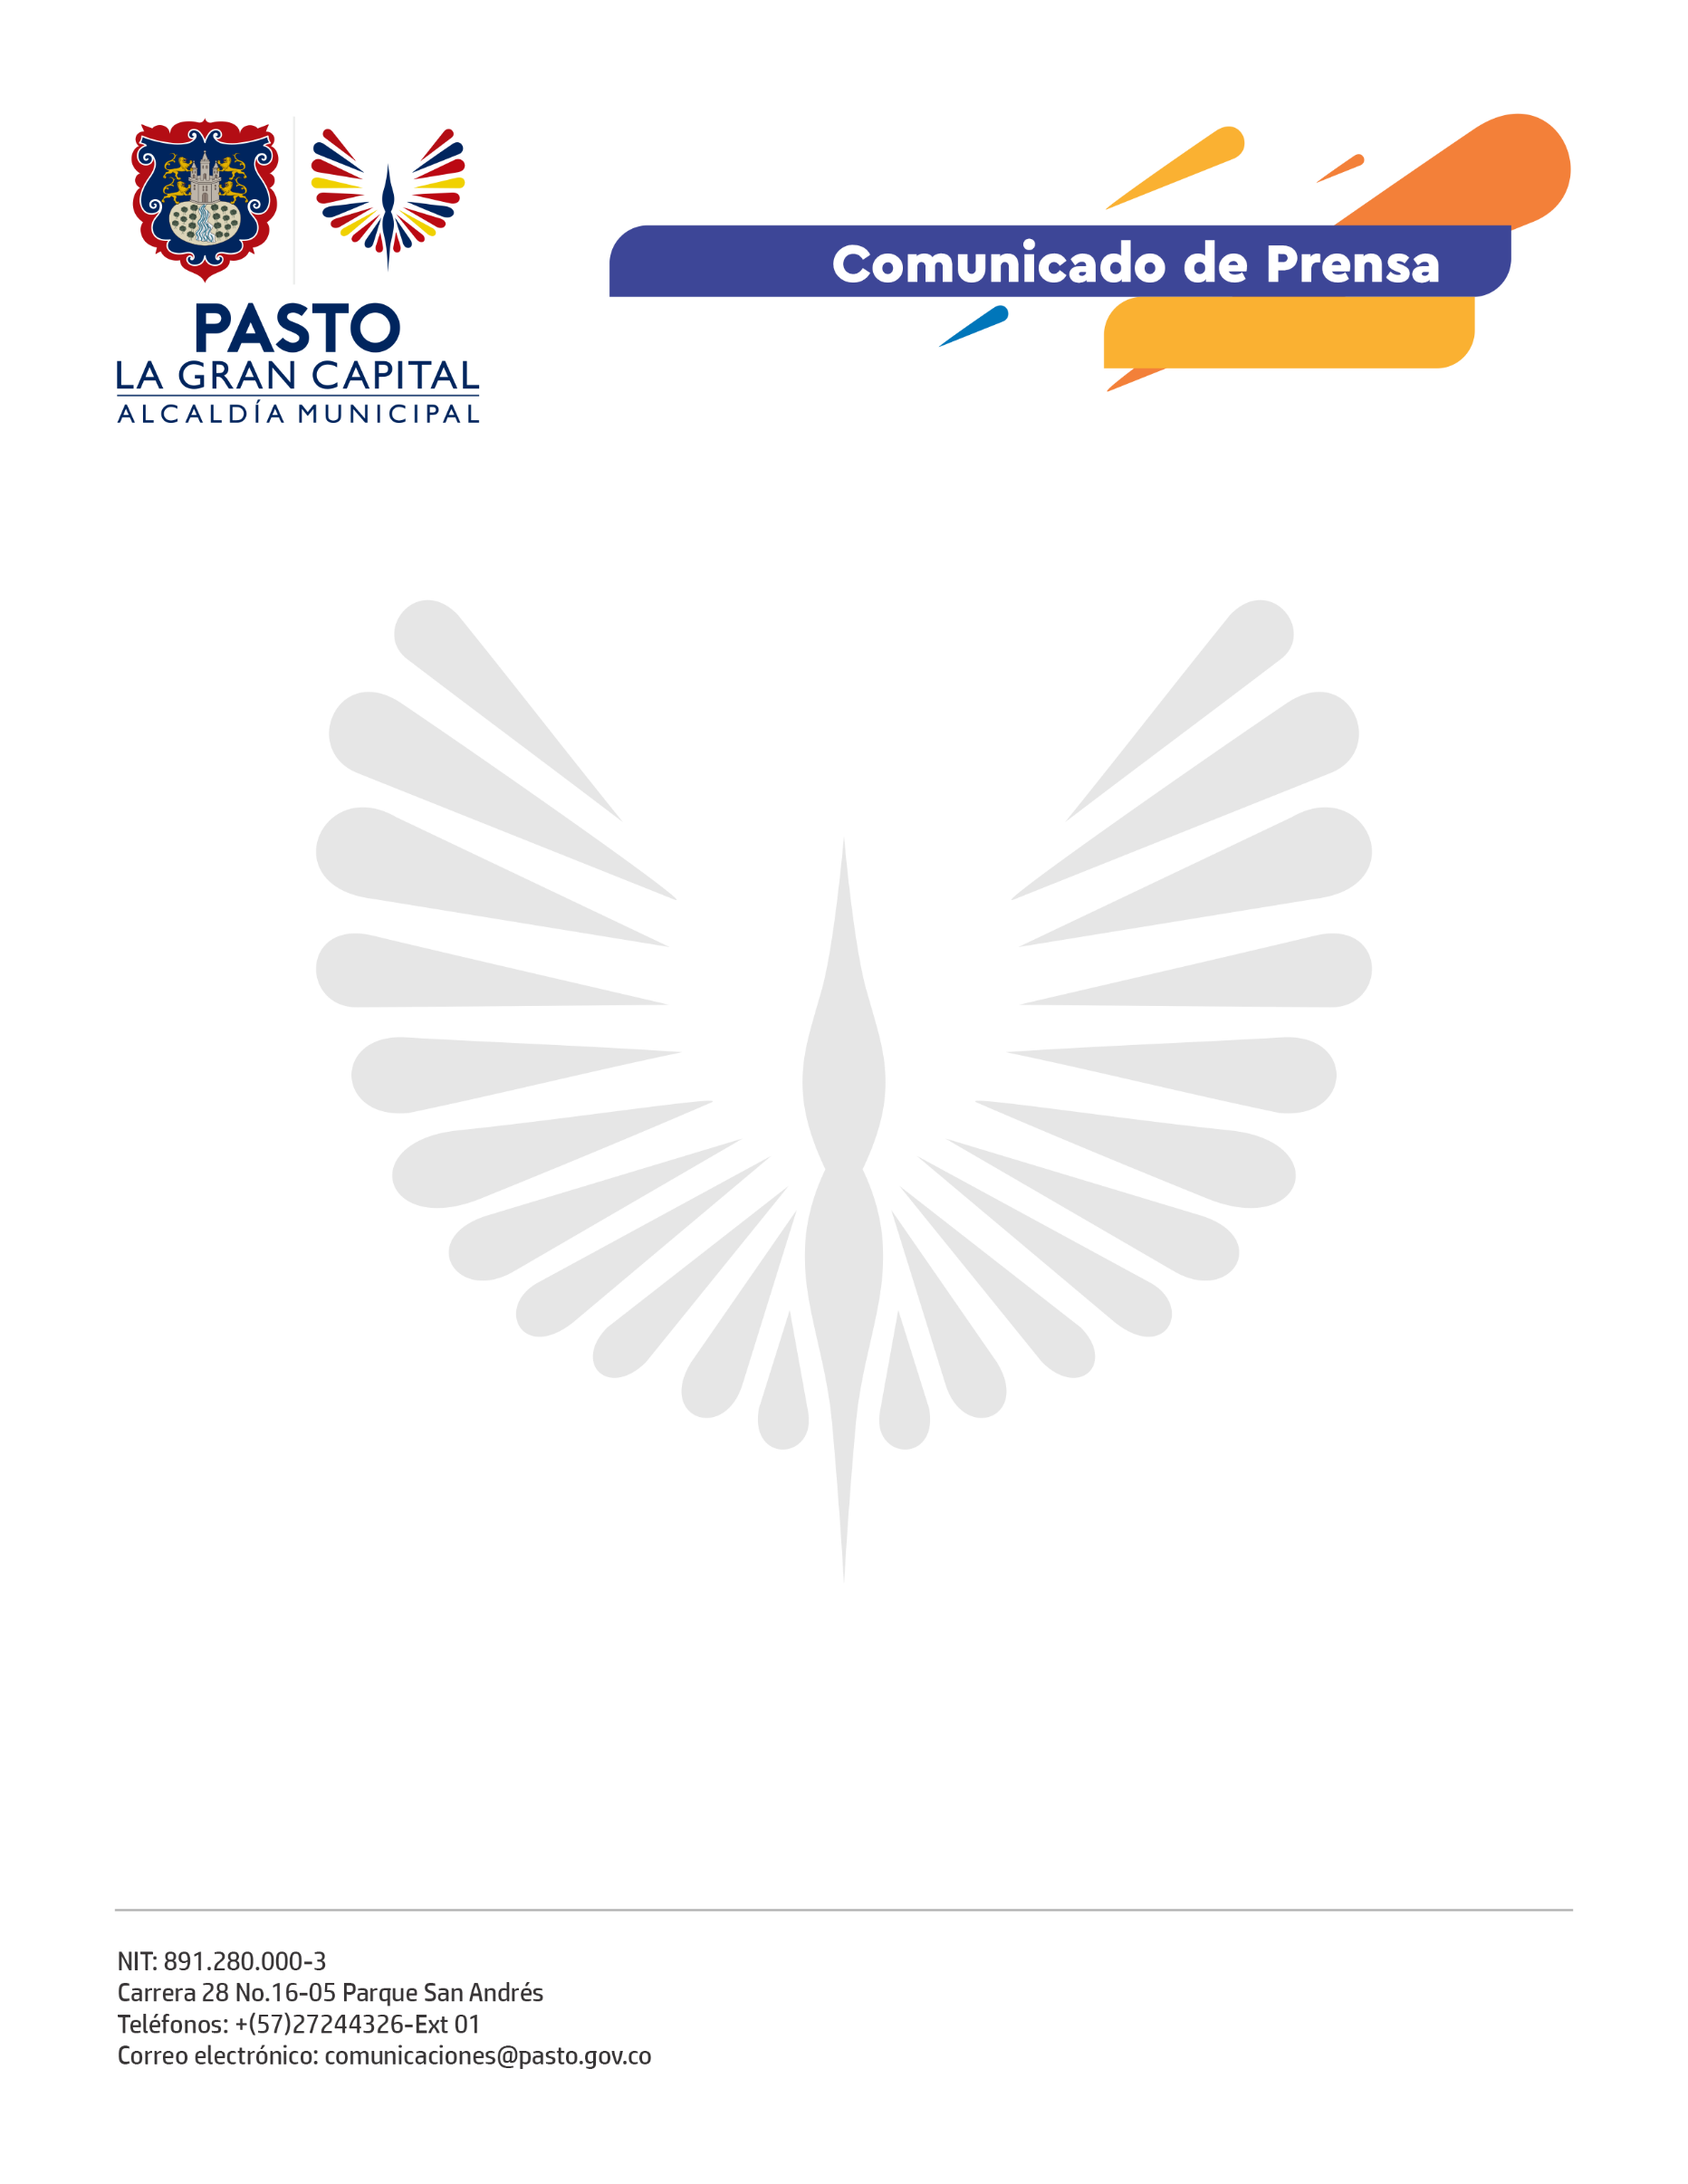 PASTO
LA GRAN CAPITAL
ALCALDÍA MUNICIPAL
Comunicado de Prensa
NIT: 891.280.000-3
Carrera 28 No.16-05 Parque San Andrés
Teléfonos: +(57)27244326-Ext 01
Correo electrónico: comunicaciones@pasto.gov.co